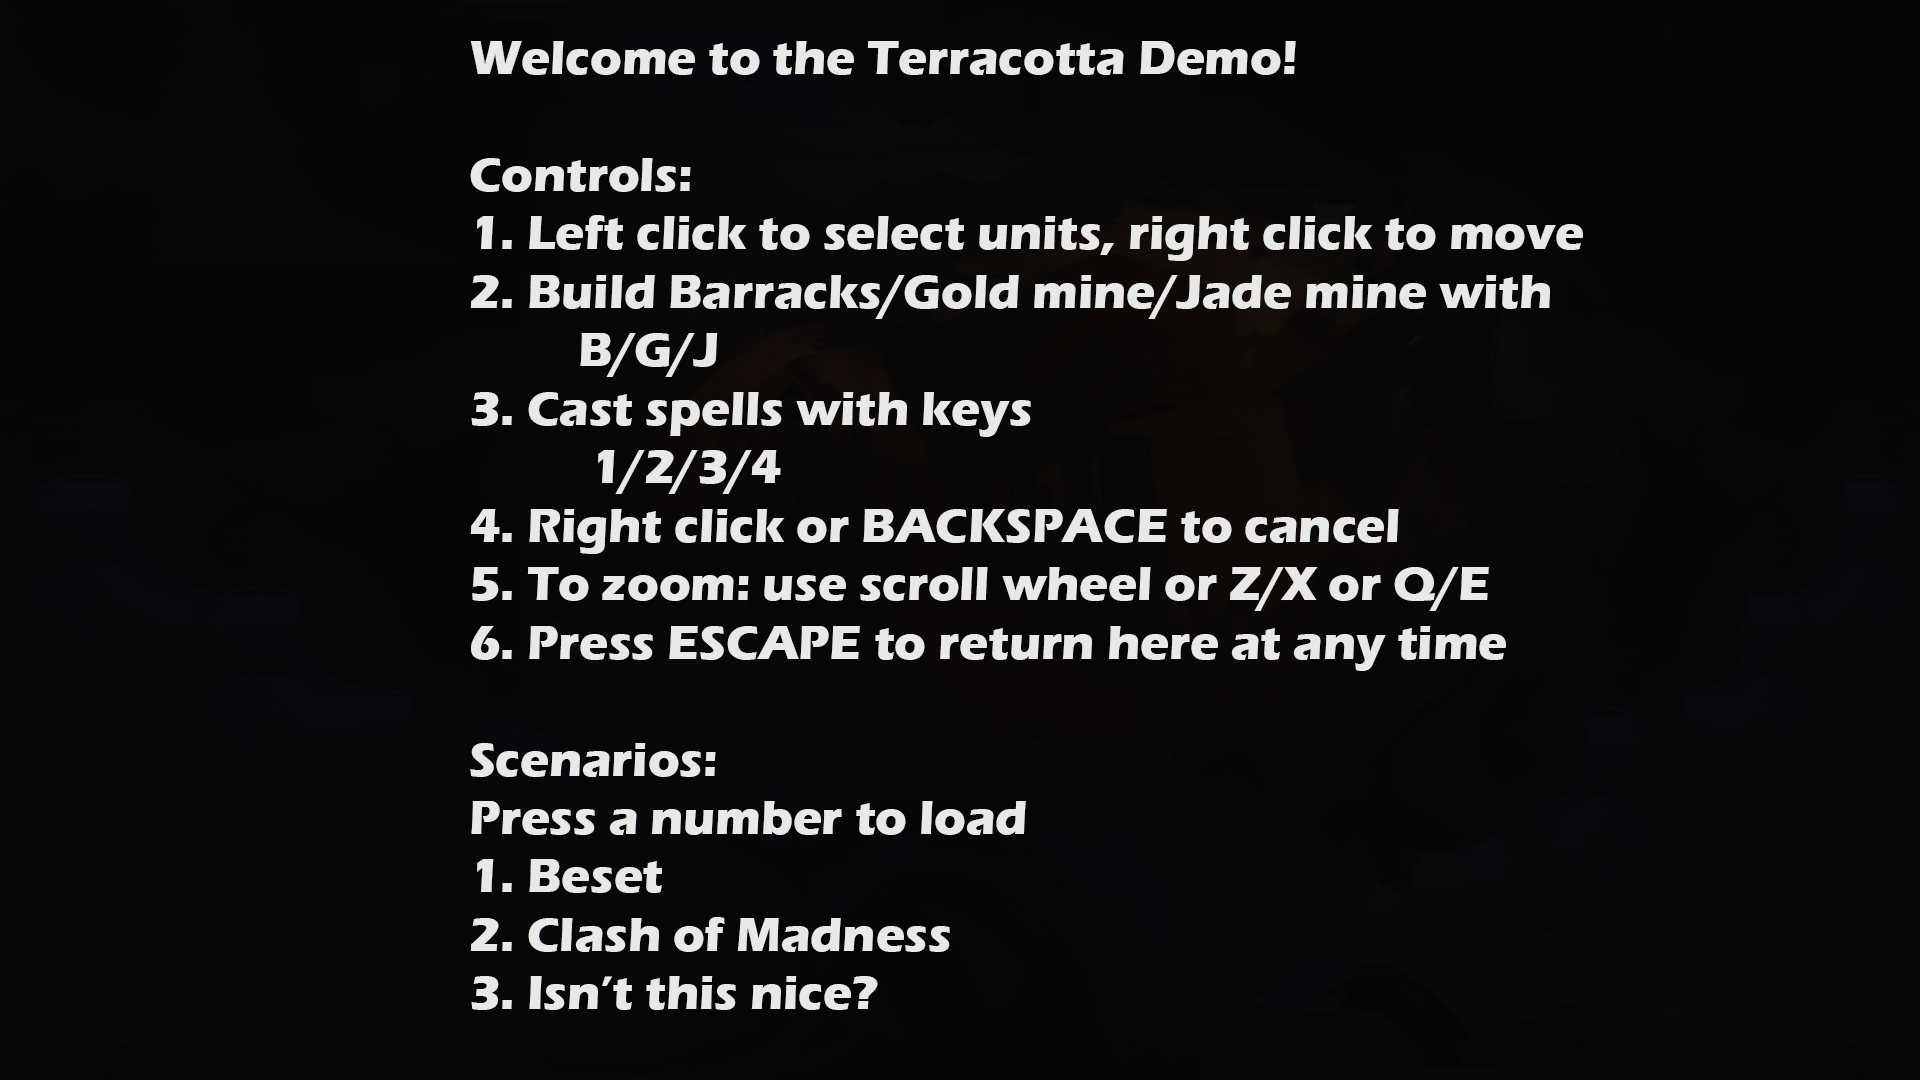 Welcome to the Terracotta Demo!
Controls:
1. Left click to select units, right click to move
2. Build Barracks/Gold mine/Jade mine with
B/G/J
3. Cast spells with keys
1/2/3/4
4. Right click or BACKSPACE to cancel
5. To zoom: use scroll wheel or Z/X or Q/E
6. Press ESCAPE to return here at any time
Scenarios:
Press a number to load
1. Beset
2. Clash of Madness
3. Isn’t this nice?